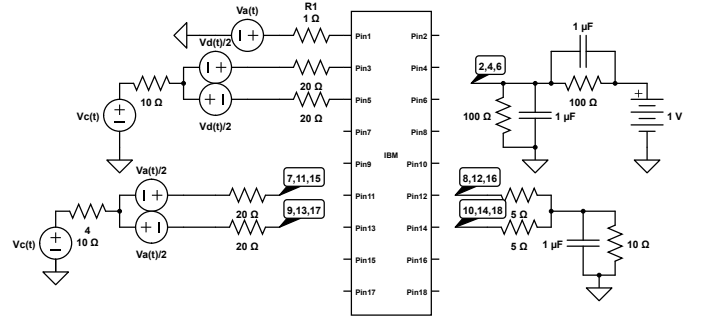 Va(t)
R1
1 Ω
Vd(t)/2
20 Ω
10 Ω
Vc(t)
20 Ω
Vd(t)/2
Va(t)/2
7,11,15
20 Ω
9,13,17
4
10 Ω
Vc(t)
20 Ω
Va(t)/2
Pin1
Pin2
Pin3
Pin4
Pin5
Pin6
Pin7
Pin8
IBM
Pin9
Pin10
Pin11
Pin12
Pin13
Pin14
Pin15
Pin16
Pin17
Pin18
1 µF
2,4,6
100 Ω
100 Ω
1 µF
+
1 V
8,12,16
5 Ω
10,14,18
5 Ω
1 µF
10 Ω